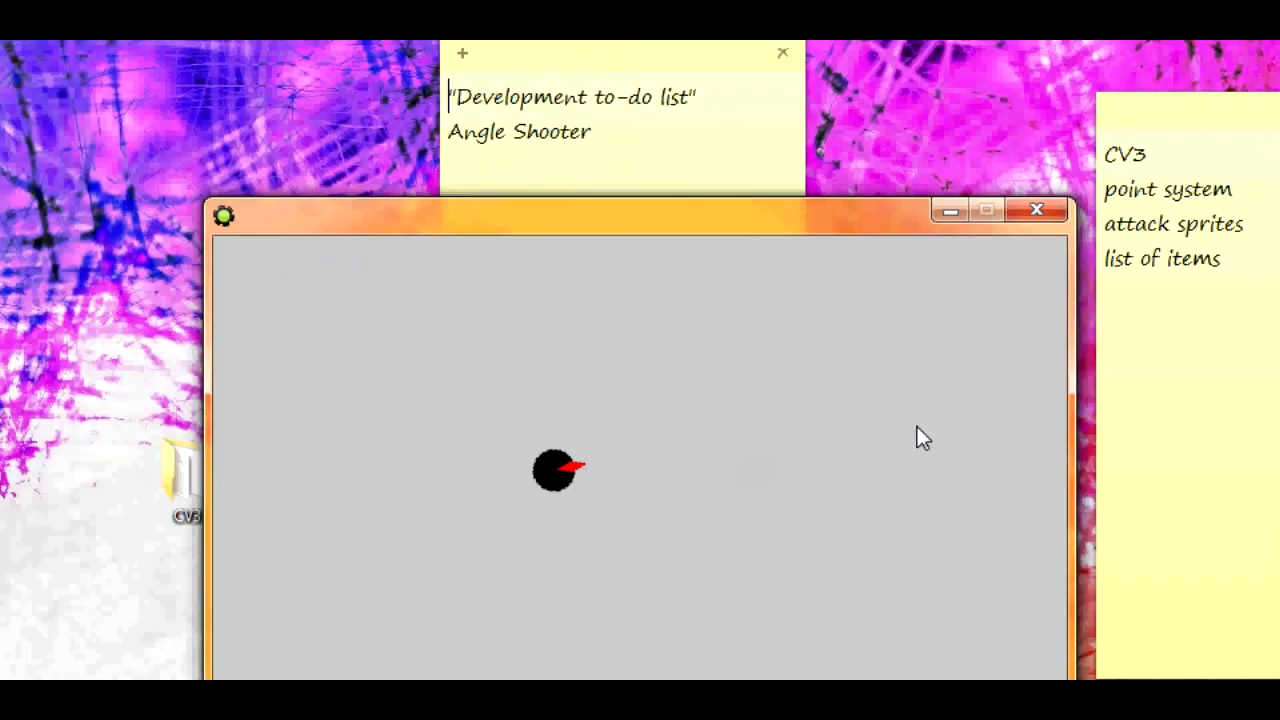 "Development to-do list"
Angle Shooter
CV3
point system
attack sprites
list of items
CV3